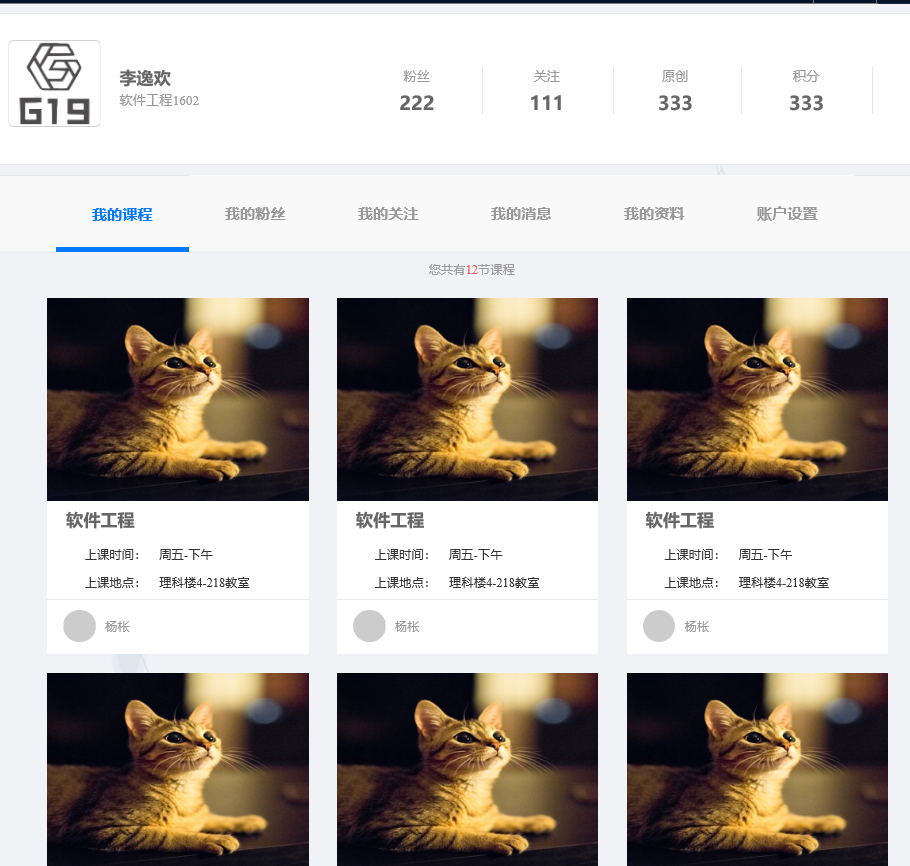 G19
李逸欢
软件工程1602
粉丝 关注 原创 积分
222 111 333 333
我的课程 我的粉丝 我的关注 我的消息 我的资料 账户设置
您共有12节课程
软件工程 软件工程 软件工程
上课时间： 周五-下午 上课时间： 周五-下午 上课时间： 周五-下午
上课地点： 理科楼4-218教室 上课地点： 理科楼4-218教室 上课地点： 理科楼4-218教室
杨枨 杨枨 杨枨